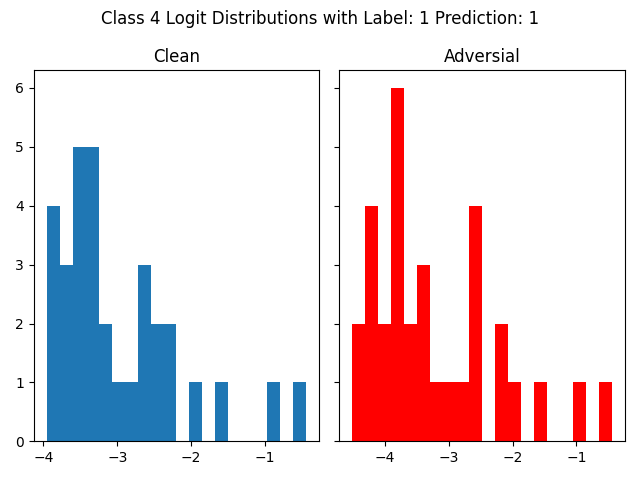 Class 4 Logit Distributions with Label: 1 Prediction: 1
Clean
Adversial
6
5
4
3
2
1
0
−4 −3 −2 −1
−4 −3 −2 −1